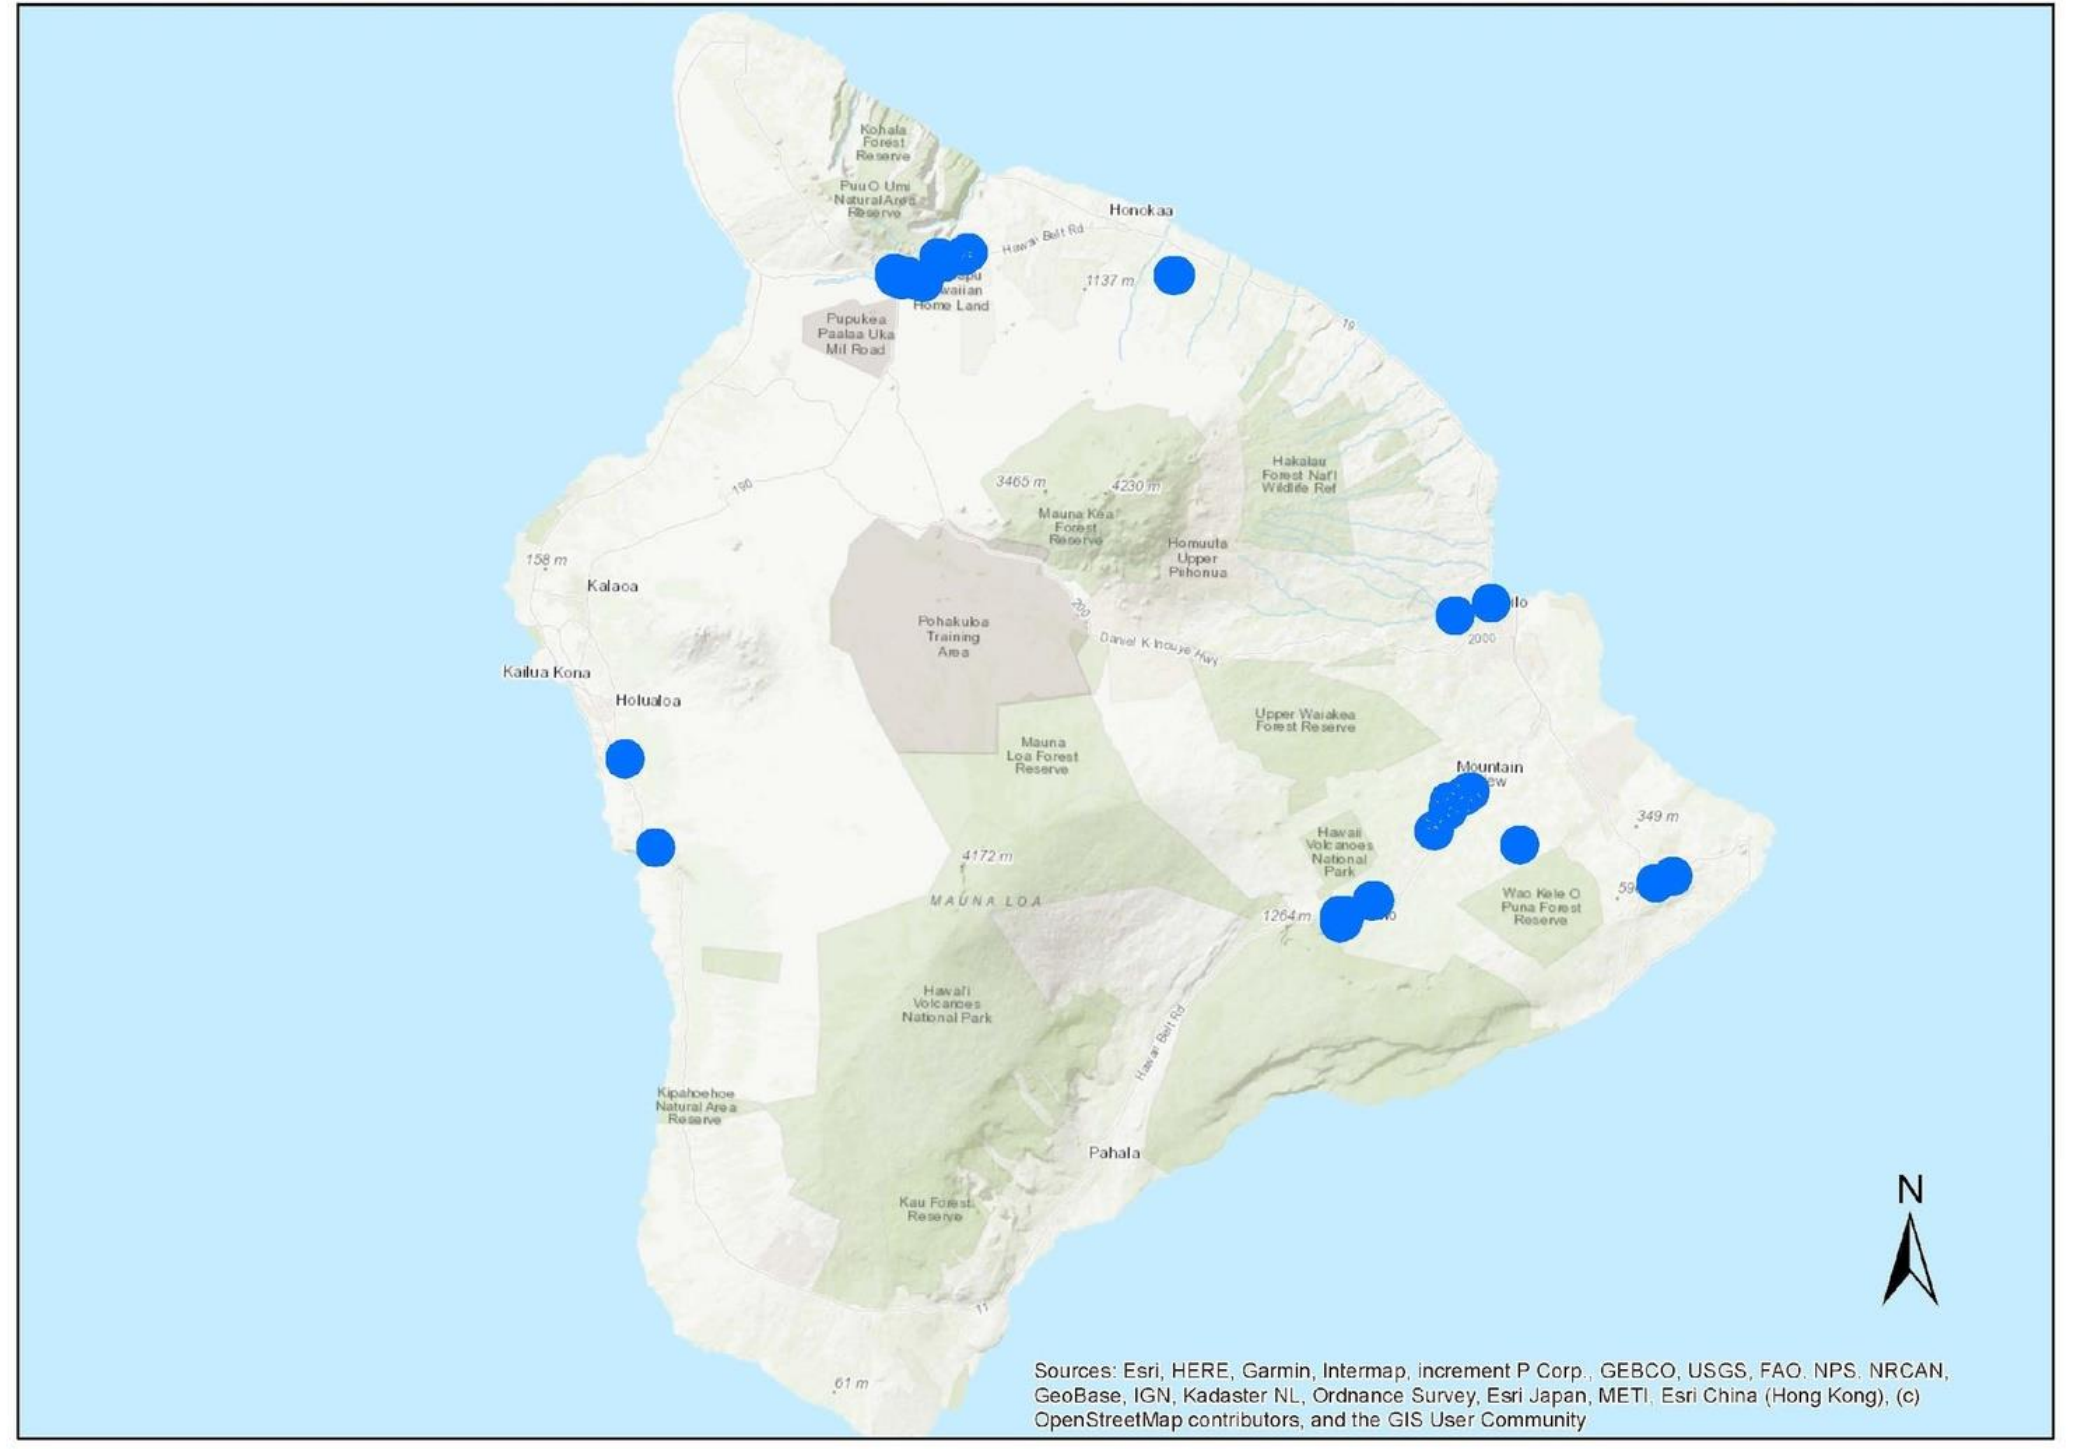 Kohala
Forest
Reserve
Puu O Umi
Natural Area
Reserve
Honokaa
Hawaii Belt Rd
1137 m
Home Land
Pupukea
Paalaa Uka
Mil Road
19
190
3465 m
4230 m
Mauna Kea
Forest
Reserve
Hakalau
Forest Nat'l
Wildlife Ref
Upper
158 m
Kalaoa
200
Daniel K Inouye Hwy
Pohakuloa
Training
Area
2000
Kailua Kona
Holualoa
Upper Waiakea
Forest Reserve
Mauna
Loa Forest
Reserve
Mountain
349 m
Hawaii
Volcanoes
National
Park
4172 m
MAUNA LOA
1264 m
Wao Kele O
Puna Forest
Reserve
Hawai'i
Volcanoes
National Park
Hawaii Belt Rd
Kipahoehoe
Natural Area
Reserve
Pahala
Kau Forest
Reserve
N
11
61 m
Sources: Esri, HERE, Garmin, Intermap, increment P Corp., GEBCO, USGS, FAO, NPS, NRCAN,
GeoBase, IGN, Kadaster NL, Ordnance Survey, Esri Japan, METI, Esri China (Hong Kong), (c)
OpenStreetMap contributors, and the GIS User Community